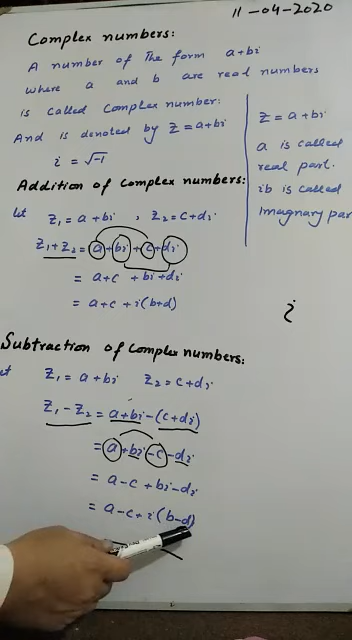 11-04-2020
Complex numbers:
A number of the form a+bi
where a and b are real numbers
is called complex number:
And is denoted by Z = a+bi
i = √-1
Z = a+bi
a is called
real part.
ib is called
Imagnary par
Addition of complex numbers:
let Z₁ = a+bi , Z₂ = c+di
Z₁+Z₂ = a+bi+c+di
= a+c +bi+di
= a+c +i(b+d)
i
Subtraction of complex numbers:
et Z₁ = a+bi Z₂ = c+di
Z₁-Z₂ = a+bi-(c+di)
= a+bi-c-di
= a-c+bi-di
= a-c+i(b-d)